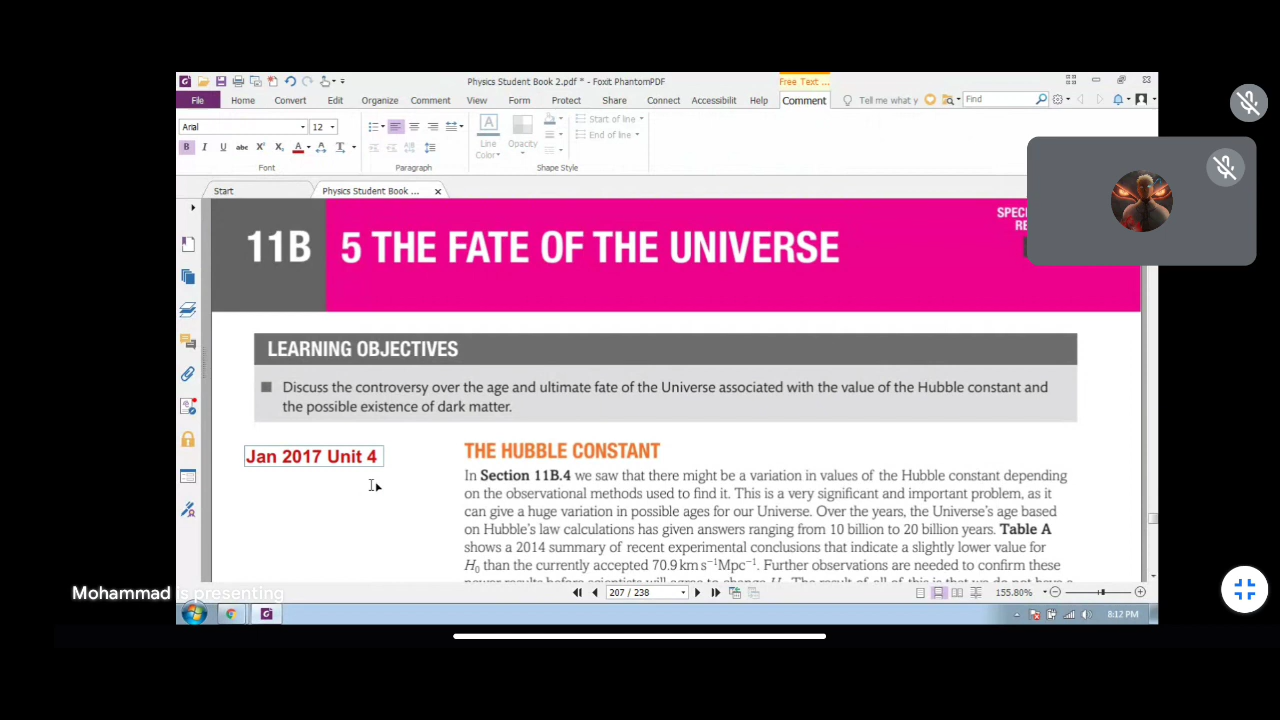 Physics Student Book 2.pdf * - Foxit PhantomPDF
Free Text ...
File Home Convert Edit Organize Comment View Form Protect Share Connect Accessibilit Help Comment Tell me what y Find
Arial 12
Start of line
End of line
Line Color
Opacity
Font Paragraph Shape Style
Start Physics Student Book ...
SPEC
RE
11B 5 THE FATE OF THE UNIVERSE
LEARNING OBJECTIVES
Discuss the controversy over the age and ultimate fate of the Universe associated with the value of the Hubble constant and
the possible existence of dark matter.
Jan 2017 Unit 4
THE HUBBLE CONSTANT
In Section 11B.4 we saw that there might be a variation in values of the Hubble constant depending
on the observational methods used to find it. This is a very significant and important problem, as it
can give a huge variation in possible ages for our Universe. Over the years, the Universe's age based
on Hubble's law calculations has given answers ranging from 10 billion to 20 billion years. Table A
shows a 2014 summary of recent experimental conclusions that indicate a slightly lower value for
H₀ than the currently accepted 70.9 km s⁻¹Mpc⁻¹. Further observations are needed to confirm these
Mohammad is presenting
207 / 238
155.80%
8:12 PM